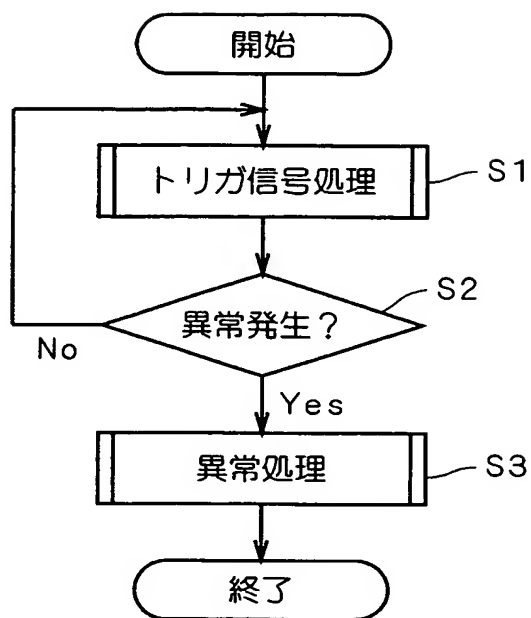 開始
トリガ信号処理
S1
異常発生？
S2
No
Yes
異常処理
S3
終了